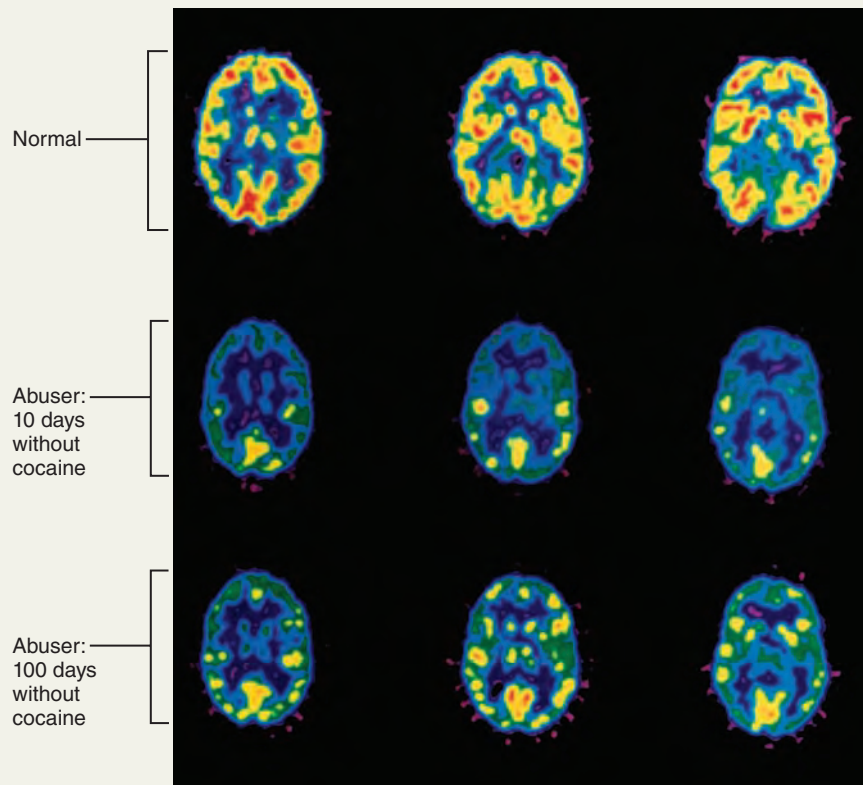 Normal
Abuser:
10 days
without
cocaine
Abuser:
100 days
without
cocaine